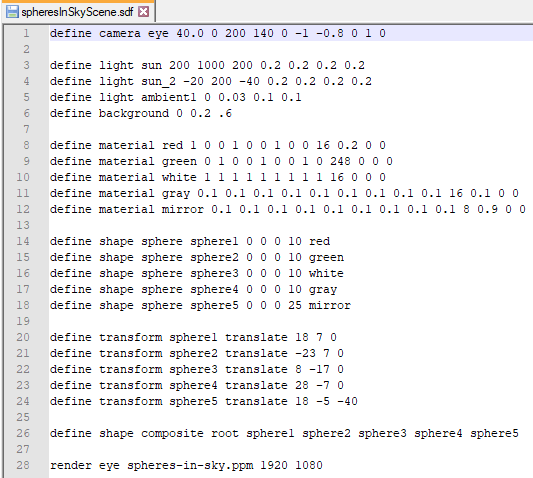 spheresInSkyScene.sdf
1 define camera eye 40.0 0 200 140 0 -1 -0.8 0 1 0
2
3 define light sun 200 1000 200 0.2 0.2 0.2 0.2
4 define light sun_2 -20 200 -40 0.2 0.2 0.2 0.2
5 define light ambient1 0 0.03 0.1 0.1
6 define background 0 0.2 .6
7
8 define material red 1 0 0 1 0 0 1 0 0 16 0.2 0 0
9 define material green 0 1 0 0 1 0 0 1 0 248 0 0 0
10 define material white 1 1 1 1 1 1 1 1 1 16 0 0 0
11 define material gray 0.1 0.1 0.1 0.1 0.1 0.1 0.1 0.1 0.1 16 0.1 0 0
12 define material mirror 0.1 0.1 0.1 0.1 0.1 0.1 0.1 0.1 0.1 8 0.9 0 0
13
14 define shape sphere sphere1 0 0 0 10 red
15 define shape sphere sphere2 0 0 0 10 green
16 define shape sphere sphere3 0 0 0 10 white
17 define shape sphere sphere4 0 0 0 10 gray
18 define shape sphere sphere5 0 0 0 25 mirror
19
20 define transform sphere1 translate 18 7 0
21 define transform sphere2 translate -23 7 0
22 define transform sphere3 translate 8 -17 0
23 define transform sphere4 translate 28 -7 0
24 define transform sphere5 translate 18 -5 -40
25
26 define shape composite root sphere1 sphere2 sphere3 sphere4 sphere5
27
28 render eye spheres-in-sky.ppm 1920 1080